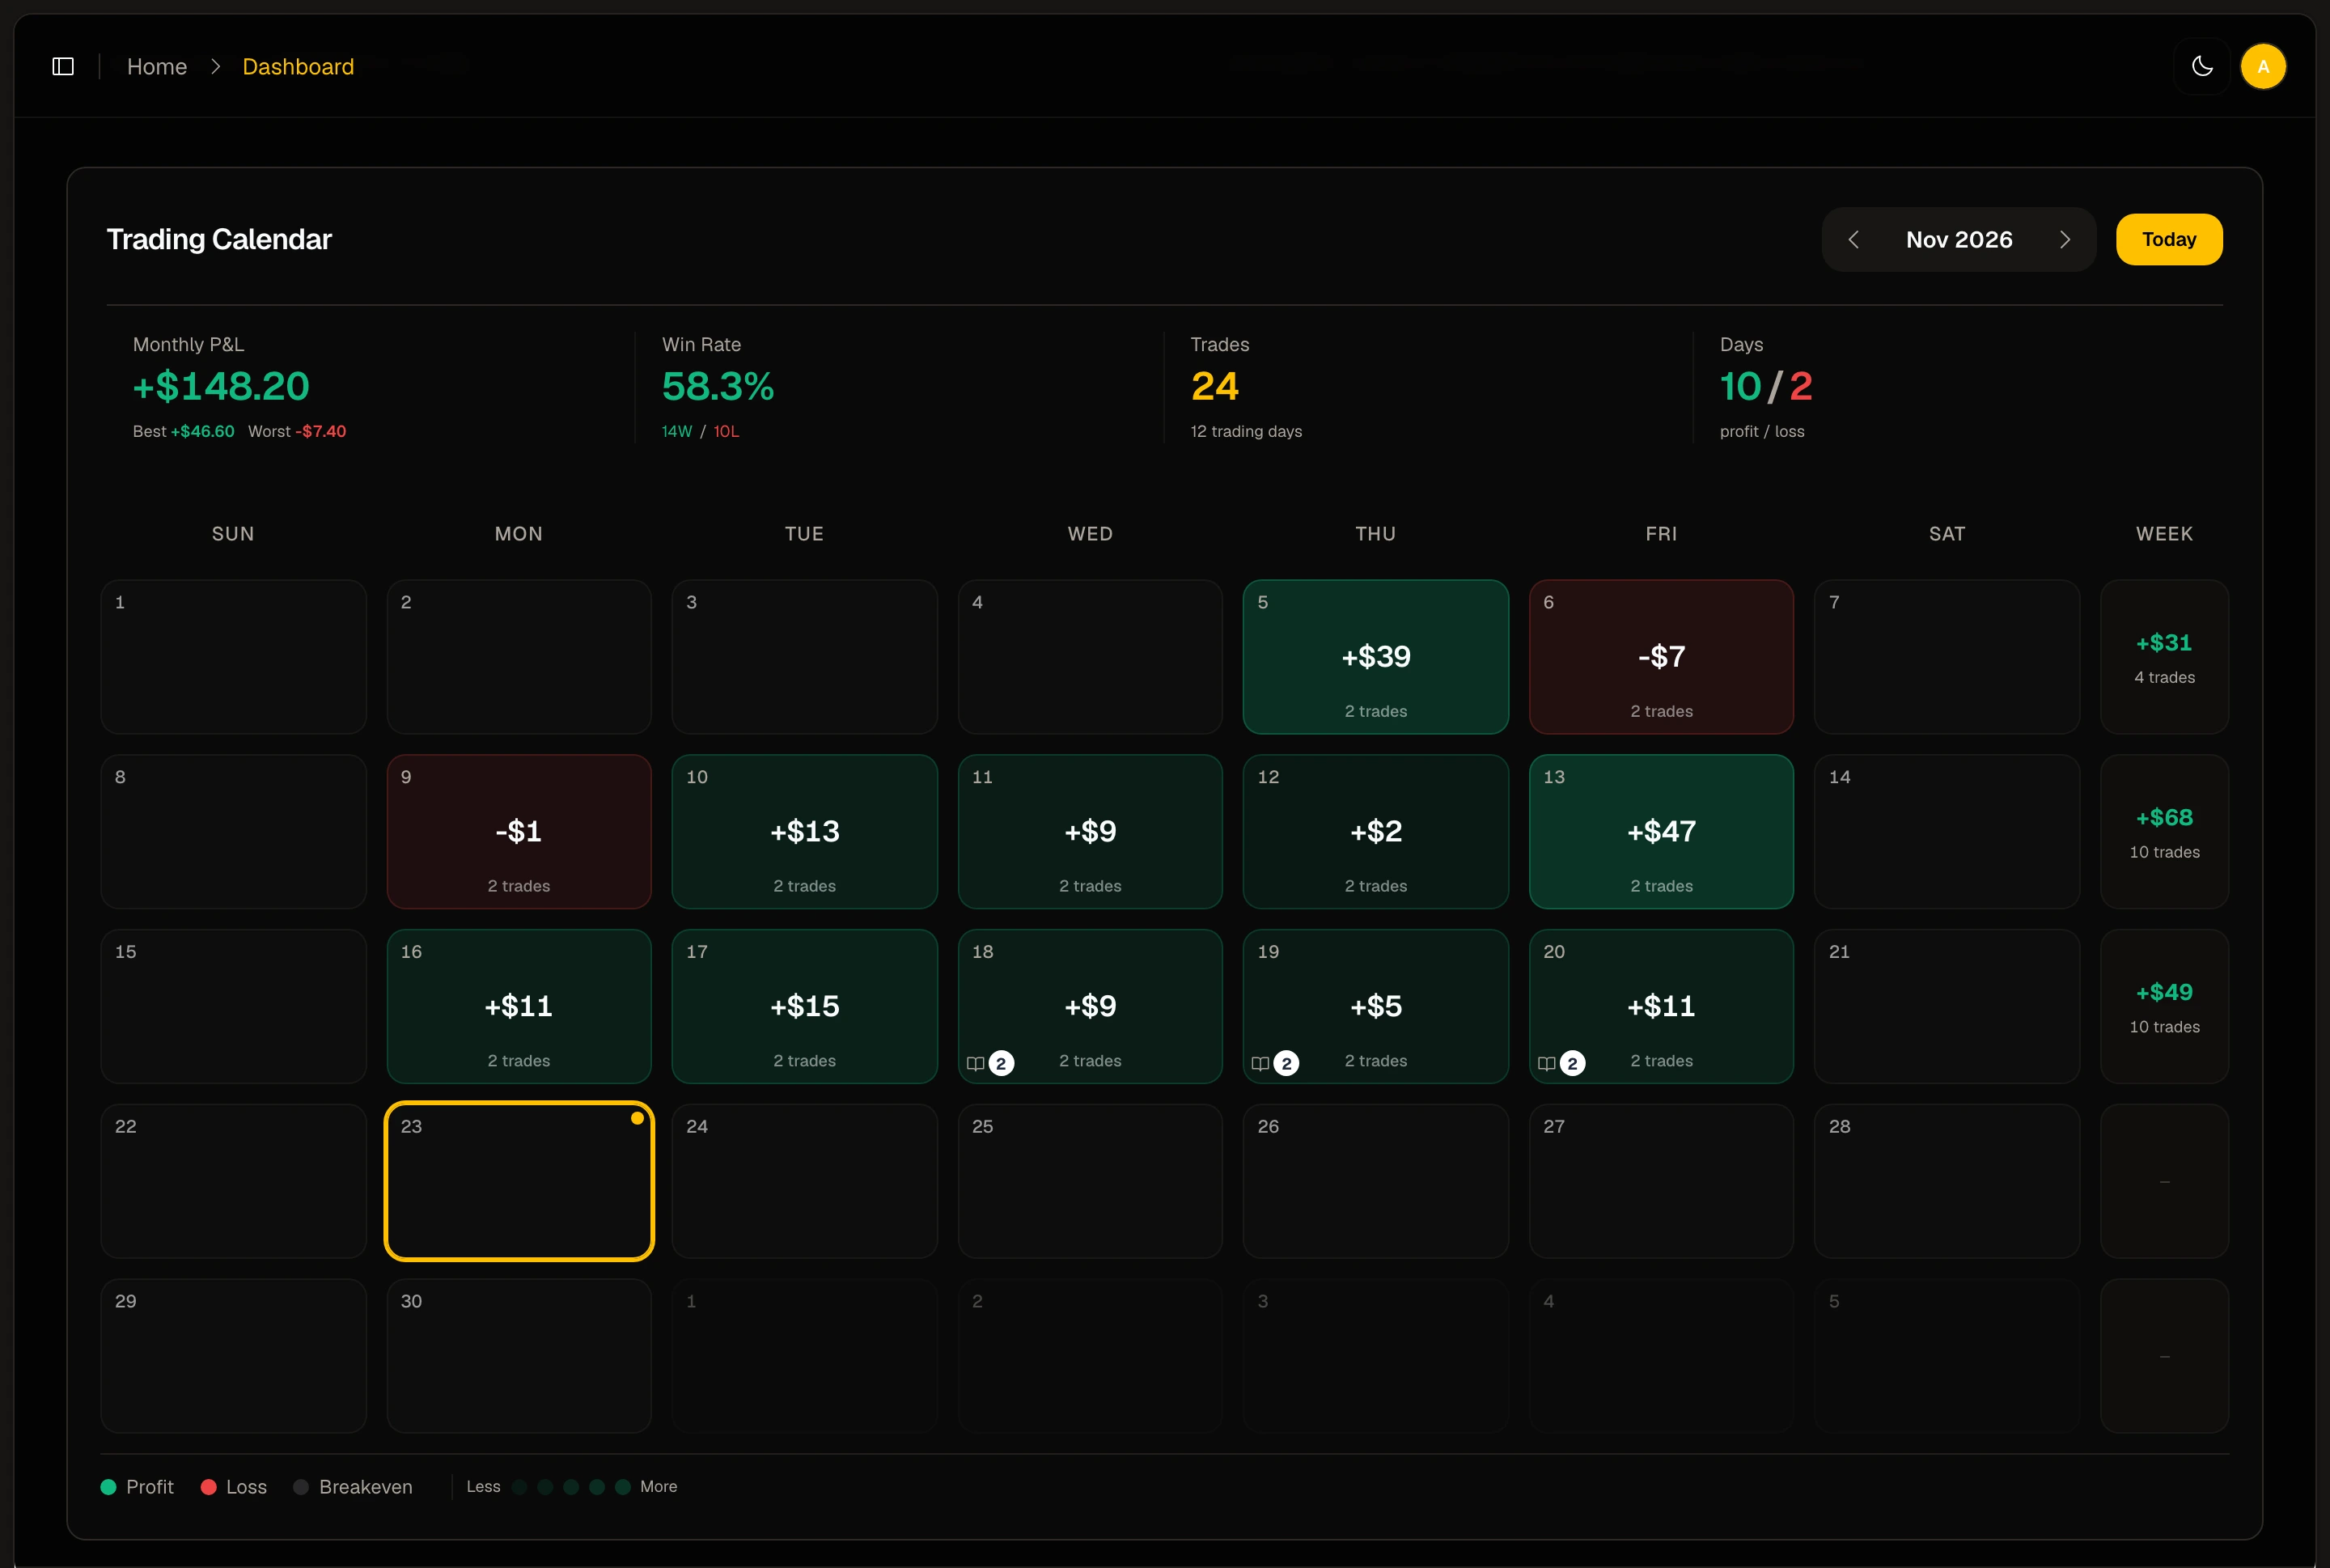 Home > Dashboard
A
Trading Calendar
Nov 2026
Today
Monthly P&L
+$148.20
Best +$46.60 Worst -$7.40
Win Rate
58.3%
14W / 10L
Trades
24
12 trading days
Days
10/2
profit / loss
SUN MON TUE WED THU FRI SAT WEEK
1 2 3 4 5 6 7
+$39 -$7 +$31
2 trades 2 trades 4 trades
8 9 10 11 12 13 14
-$1 +$13 +$9 +$2 +$47 +$68
2 trades 2 trades 2 trades 2 trades 2 trades 10 trades
15 16 17 18 19 20 21
+$11 +$15 +$9 +$5 +$11 +$49
2 trades 2 trades 2 2 trades 2 2 trades 2 2 trades 10 trades
22 23 24 25 26 27 28
–
29 30 1 2 3 4 5
–
Profit Loss Breakeven Less More